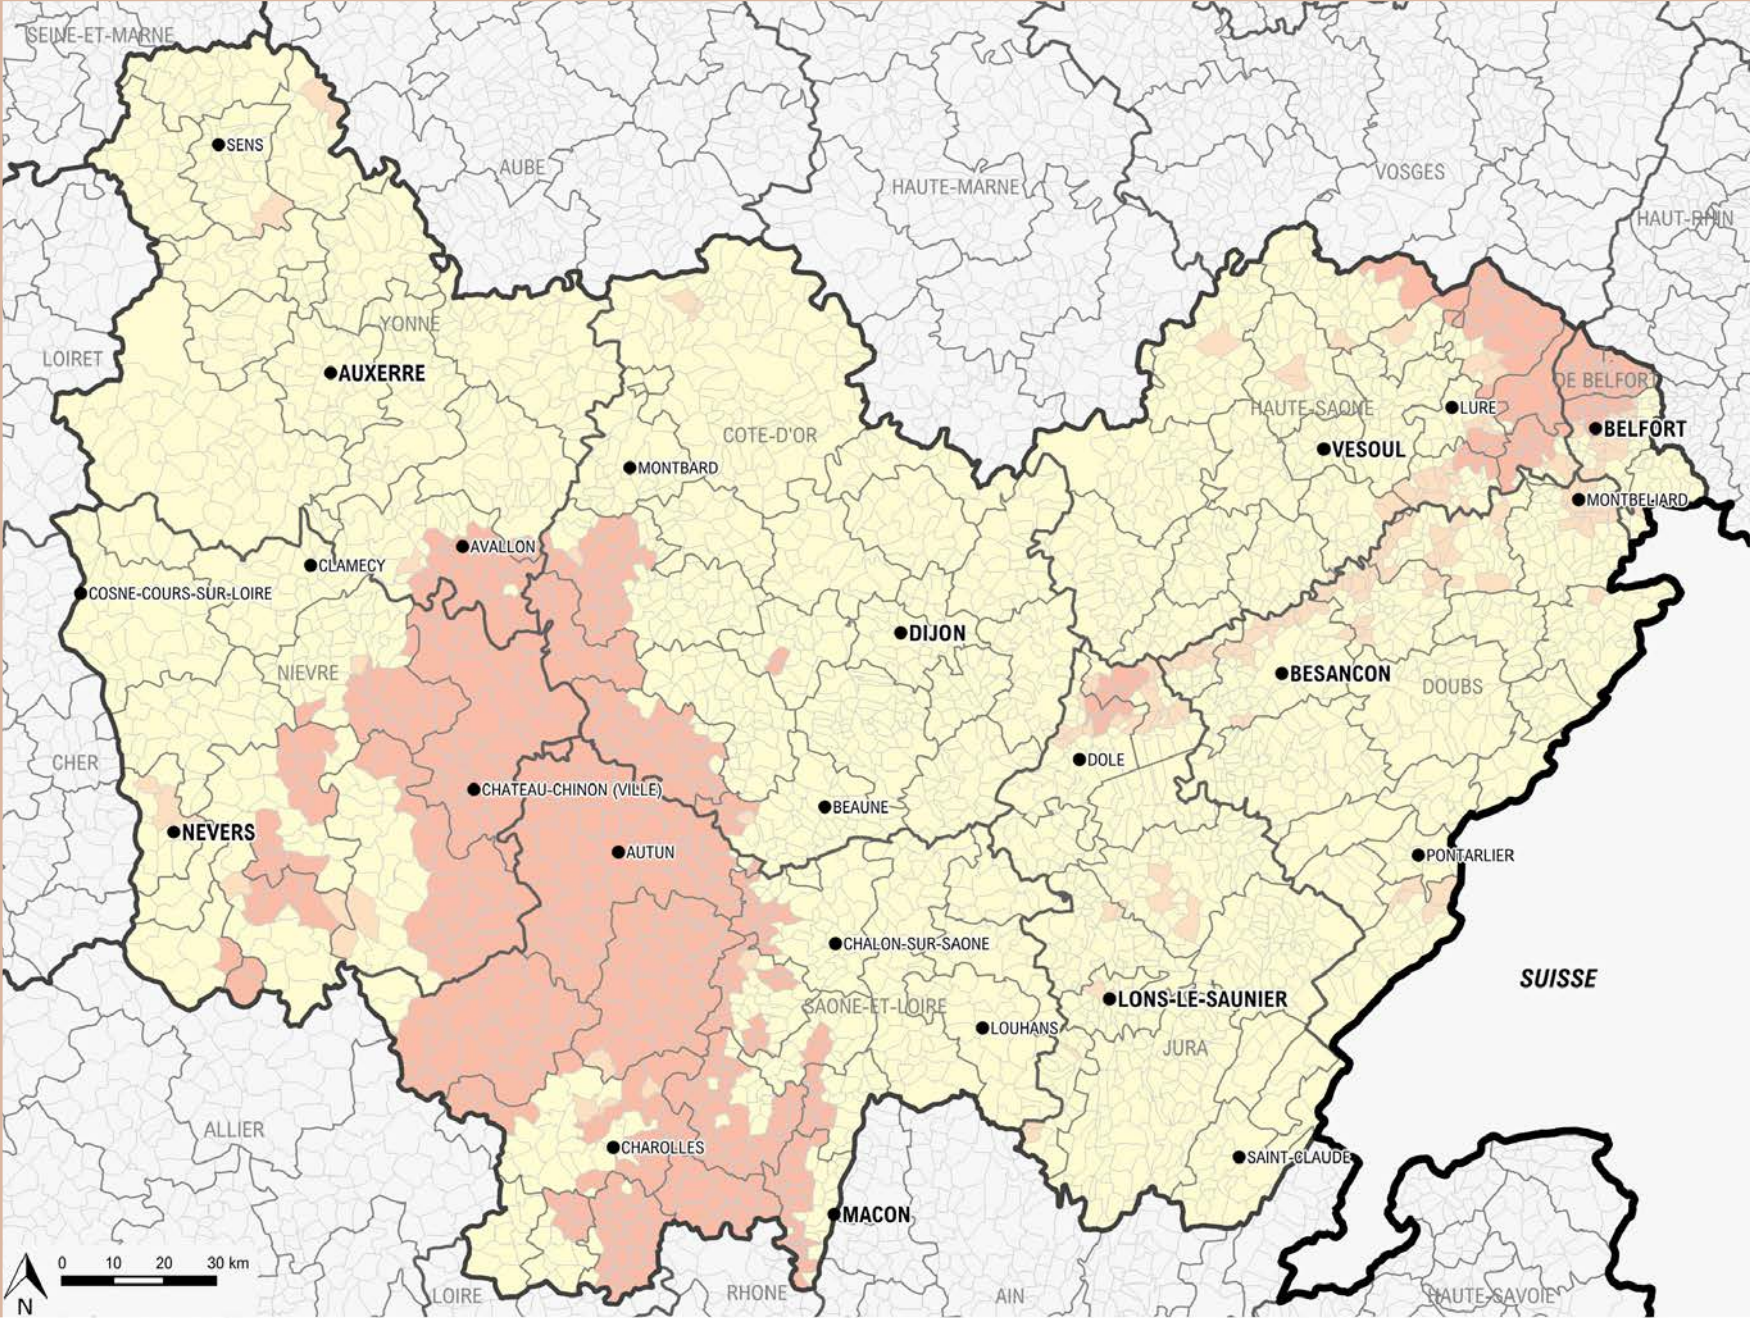 SEINE-ET-MARNE
SENS
AUBE
HAUTE-MARNE
VOSGES
HAUT-RHIN
LOIRET
YONNE
AUXERRE
T.
DE BELFORT
HAUTE-SAONE
LURE
BELFORT
COTE-D'OR
VESOUL
MONTBARD
MONTBELIARD
AVALLON
CLAMECY
COSNE-COURS-SUR-LOIRE
DIJON
NIEVRE
BESANCON
DOUBS
CHER
DOLE
CHATEAU-CHINON (VILLE)
BEAUNE
NEVERS
AUTUN
PONTARLIER
CHALON-SUR-SAONE
SUISSE
LONS-LE-SAUNIER
SAONE-ET-LOIRE
LOUHANS
JURA
ALLIER
CHAROLLES
SAINT-CLAUDE
MACON
0 10 20 30 km
N
LOIRE
RHONE
AIN
HAUTE-SAVOIE